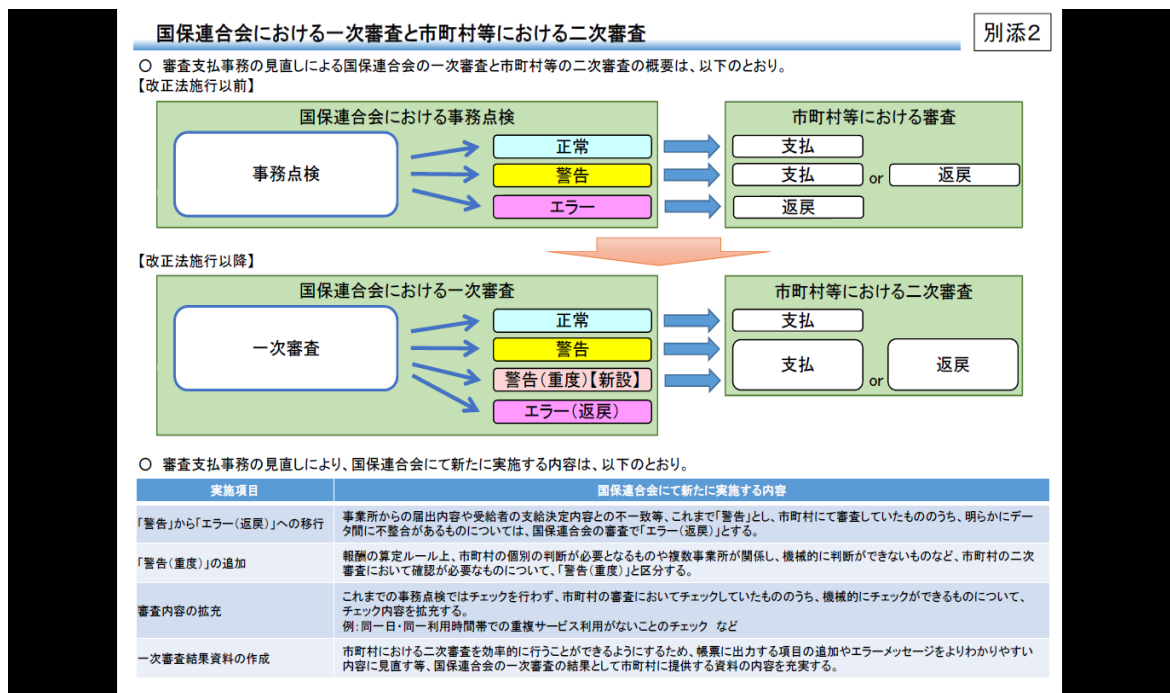 国保連合会における一次審査と市町村等における二次審査
別添2
○ 審査支払事務の見直しによる国保連合会の一次審査と市町村等の二次審査の概要は、以下のとおり。
【改正法施行以前】
国保連合会における事務点検
市町村等における審査
事務点検
正常
支払
警告
支払
or
返戻
エラー
返戻
【改正法施行以降】
国保連合会における一次審査
市町村等における二次審査
一次審査
正常
支払
警告
支払
or
返戻
警告(重度)【新設】
エラー(返戻)
○ 審査支払事務の見直しにより、国保連合会にて新たに実施する内容は、以下のとおり。
実施項目
国保連合会にて新たに実施する内容
「警告」から「エラー(返戻)」への移行
事業所からの届出内容や受給者の支給決定内容との不一致等、これまで「警告」とし、市町村にて審査していたもののうち、明らかにデー
タ間に不整合があるものについては、国保連合会の審査で「エラー(返戻)」とする。
「警告(重度)」の追加
報酬の算定ルール上、市町村の個別の判断が必要となるものや複数事業所が関係し、機械的に判断ができないものなど、市町村の二次
審査において確認が必要なものについて、「警告(重度)」と区分する。
審査内容の拡充
これまでの事務点検ではチェックを行わず、市町村の審査においてチェックしていたもののうち、機械的にチェックができるものについて、
チェック内容を拡充する。
例:同一日・同一利用時間帯での重複サービス利用がないことのチェック など
一次審査結果資料の作成
市町村における二次審査を効率的に行うことができるようにするため、帳票に出力する項目の追加やエラーメッセージをよりわかりやすい
内容に見直す等、国保連合会の一次審査の結果として市町村に提供する資料の内容を充実する。